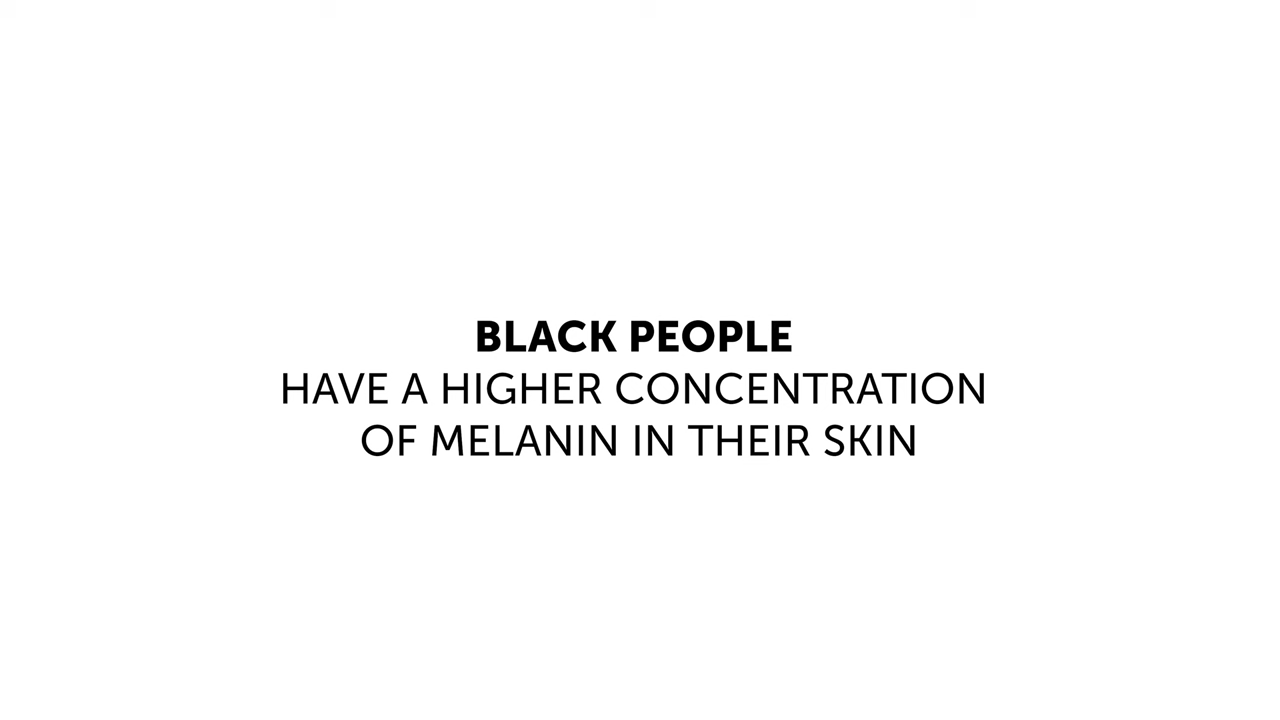 BLACK PEOPLE
HAVE A HIGHER CONCENTRATION
OF MELANIN IN THEIR SKIN